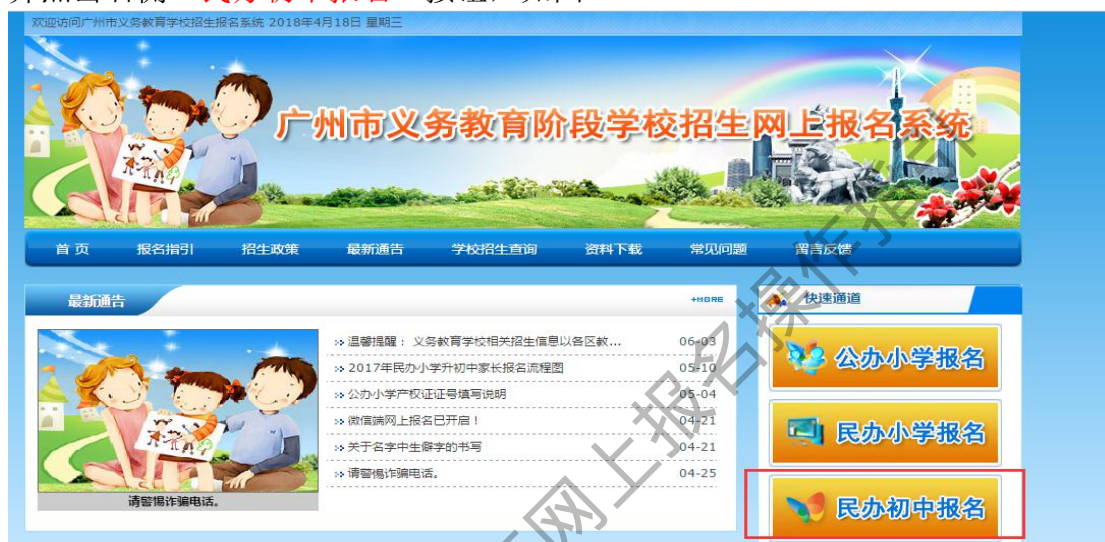 欢迎访问广州市义务教育学校招生报名系统 2018年4月18日 星期三
广州市义务教育阶段学校招生网上报名系统
首 页 报名指引 招生政策 最新通告 学校招生查询 资料下载 常见问题 留言反馈
最新通告 +MORE
温馨提醒：义务教育学校相关招生信息以各区教... 06-03
2017年民办小学升初中家长报名流程图 05-10
公办小学产权证证号填写说明 05-04
微信端网上报名已开启！ 04-21
关于名字中生僻字的书写 04-21
请警惕诈骗电话。 04-25
请警惕诈骗电话。
快速通道
公办小学报名
民办小学报名
民办初中报名
网上报名操作指引